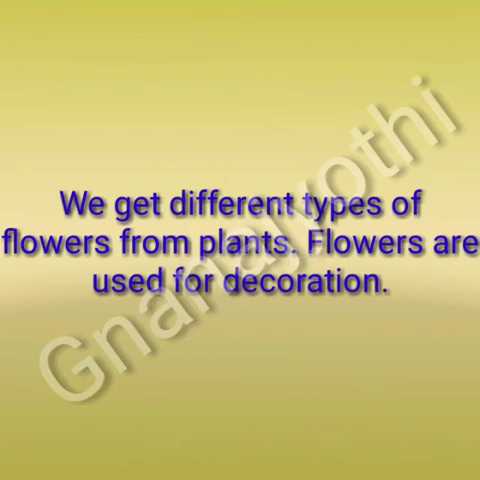 We get different types of
flowers from plants. Flowers are
used for decoration.
Gnanajyothi